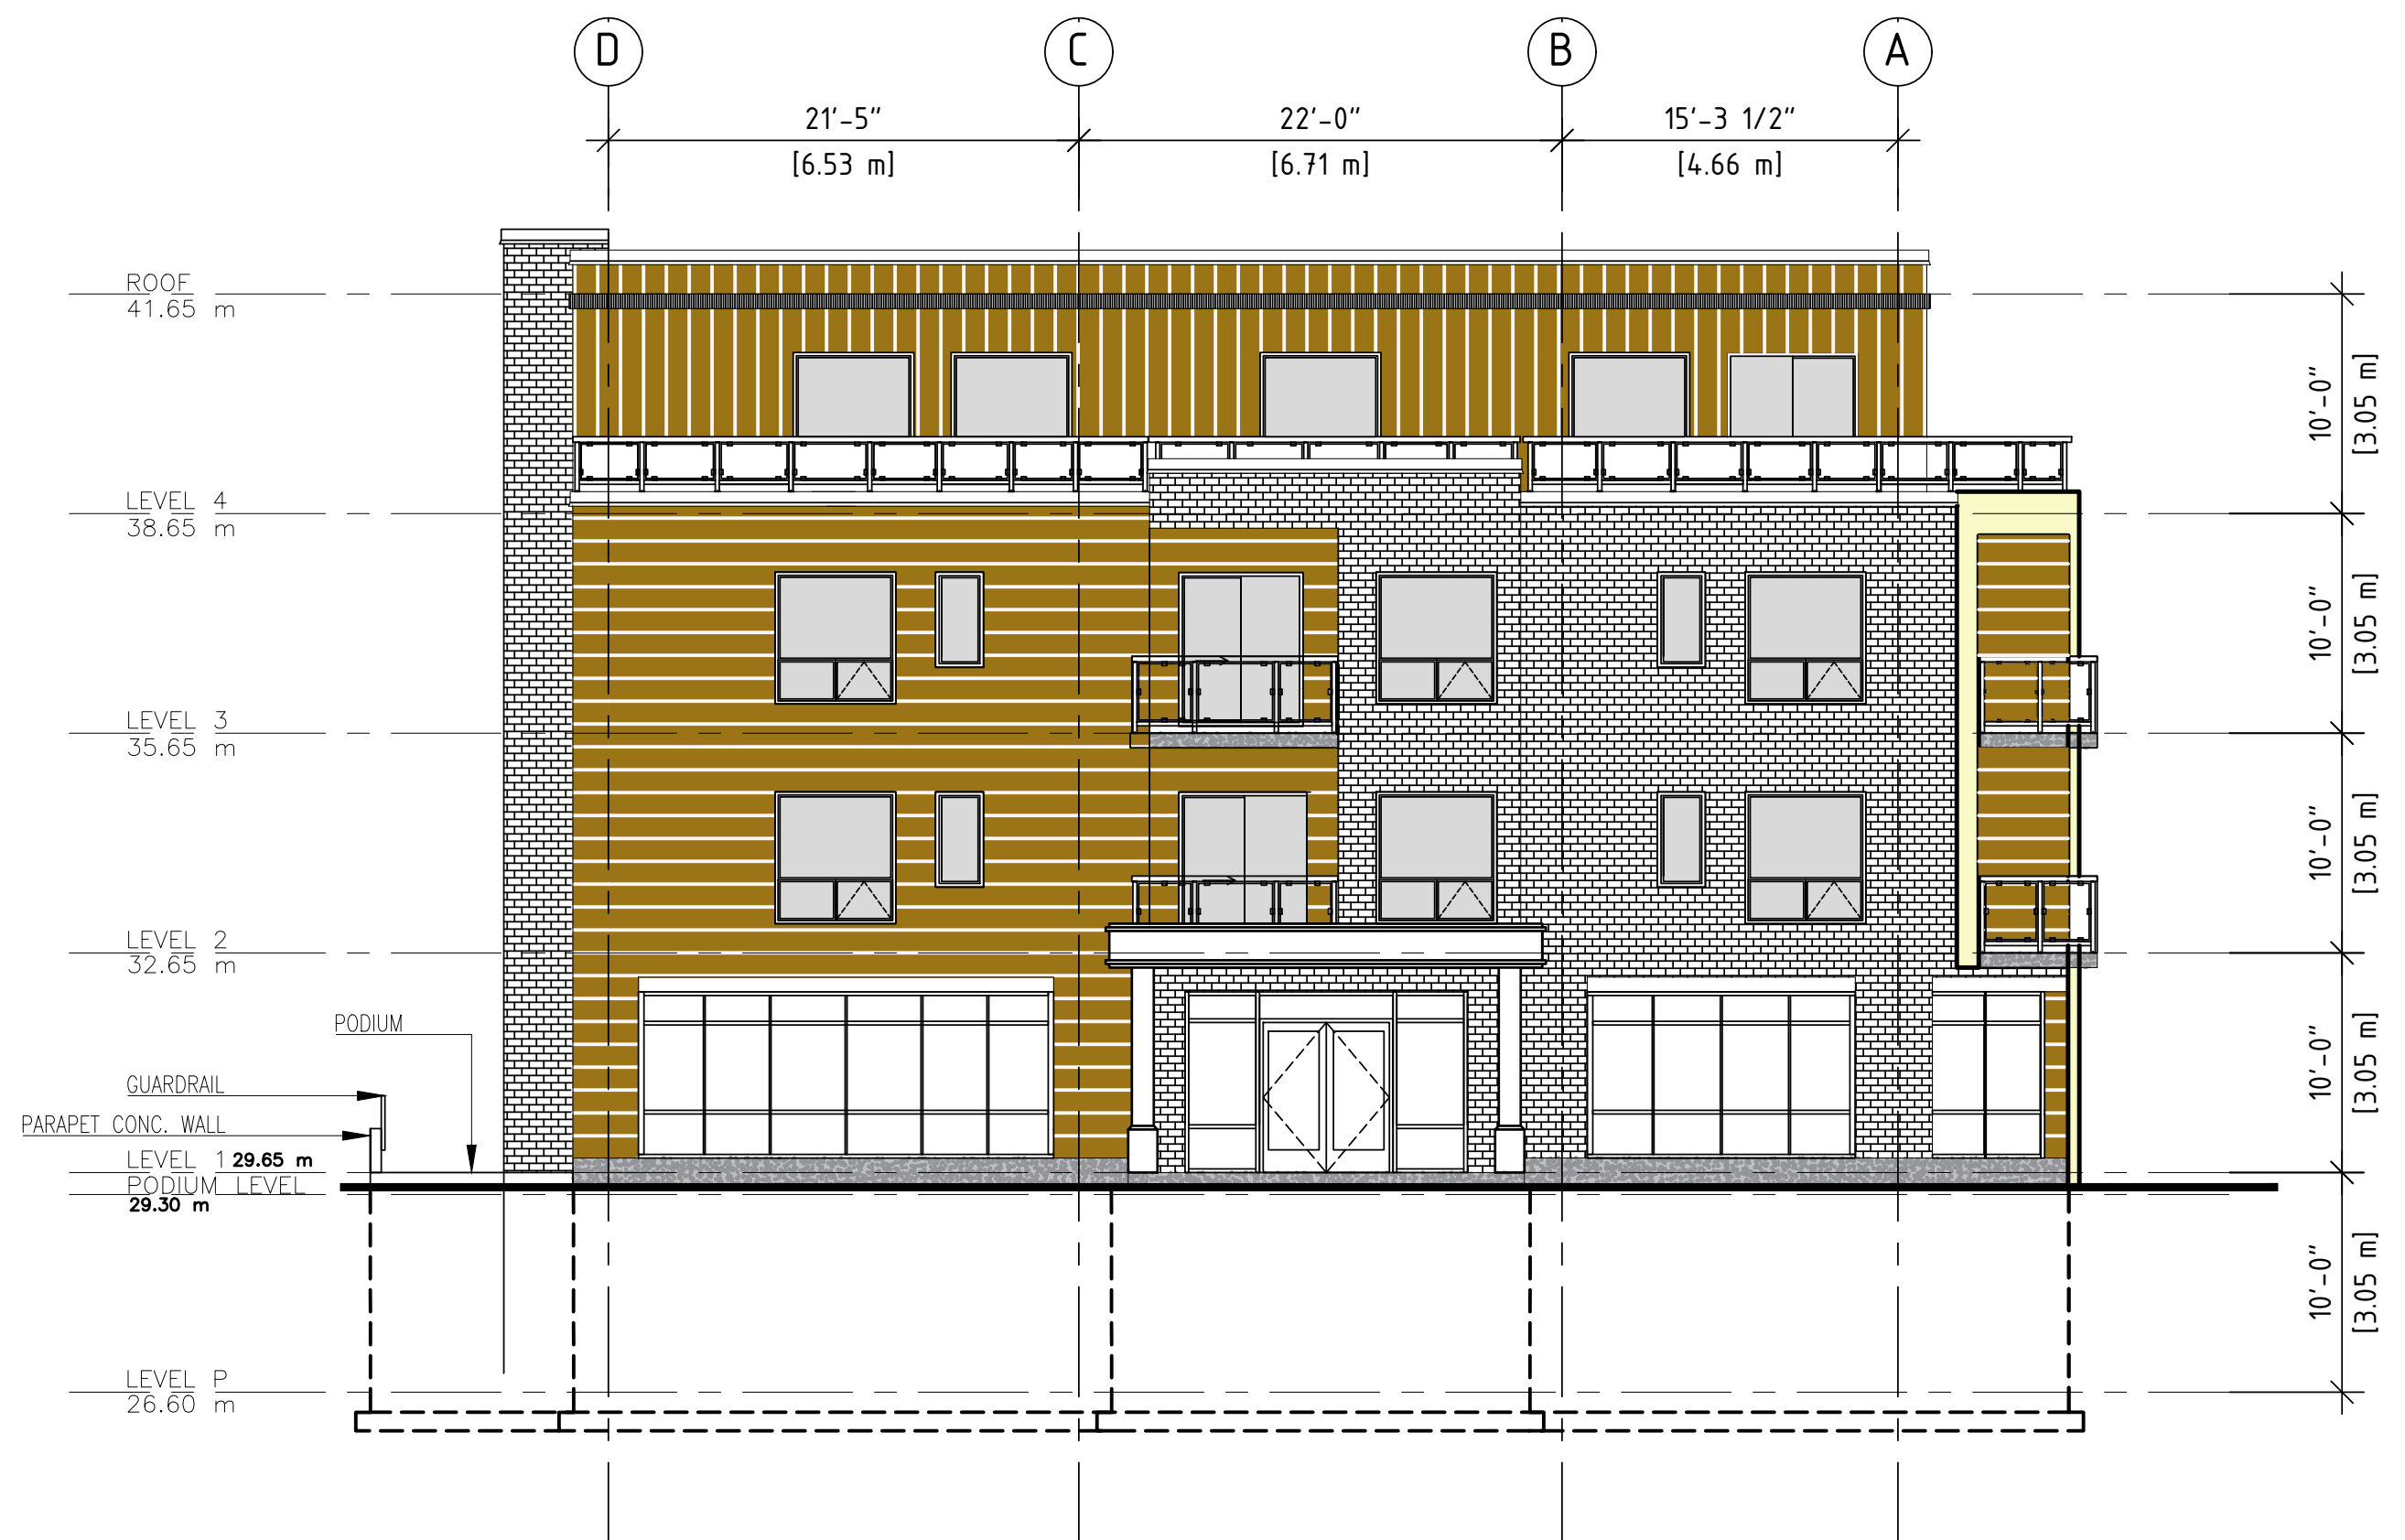 D C B A
21'-5" 22'-0" 15'-3 1/2"
[6.53 m] [6.71 m] [4.66 m]
ROOF
41.65 m
10'-0"
[3.05 m]
LEVEL 4
38.65 m
10'-0"
[3.05 m]
LEVEL 3
35.65 m
10'-0"
[3.05 m]
LEVEL 2
32.65 m
10'-0"
[3.05 m]
PODIUM
GUARDRAIL
PARAPET CONC. WALL
LEVEL 1 29.65 m
PODIUM LEVEL
29.30 m
10'-0"
[3.05 m]
LEVEL P
26.60 m